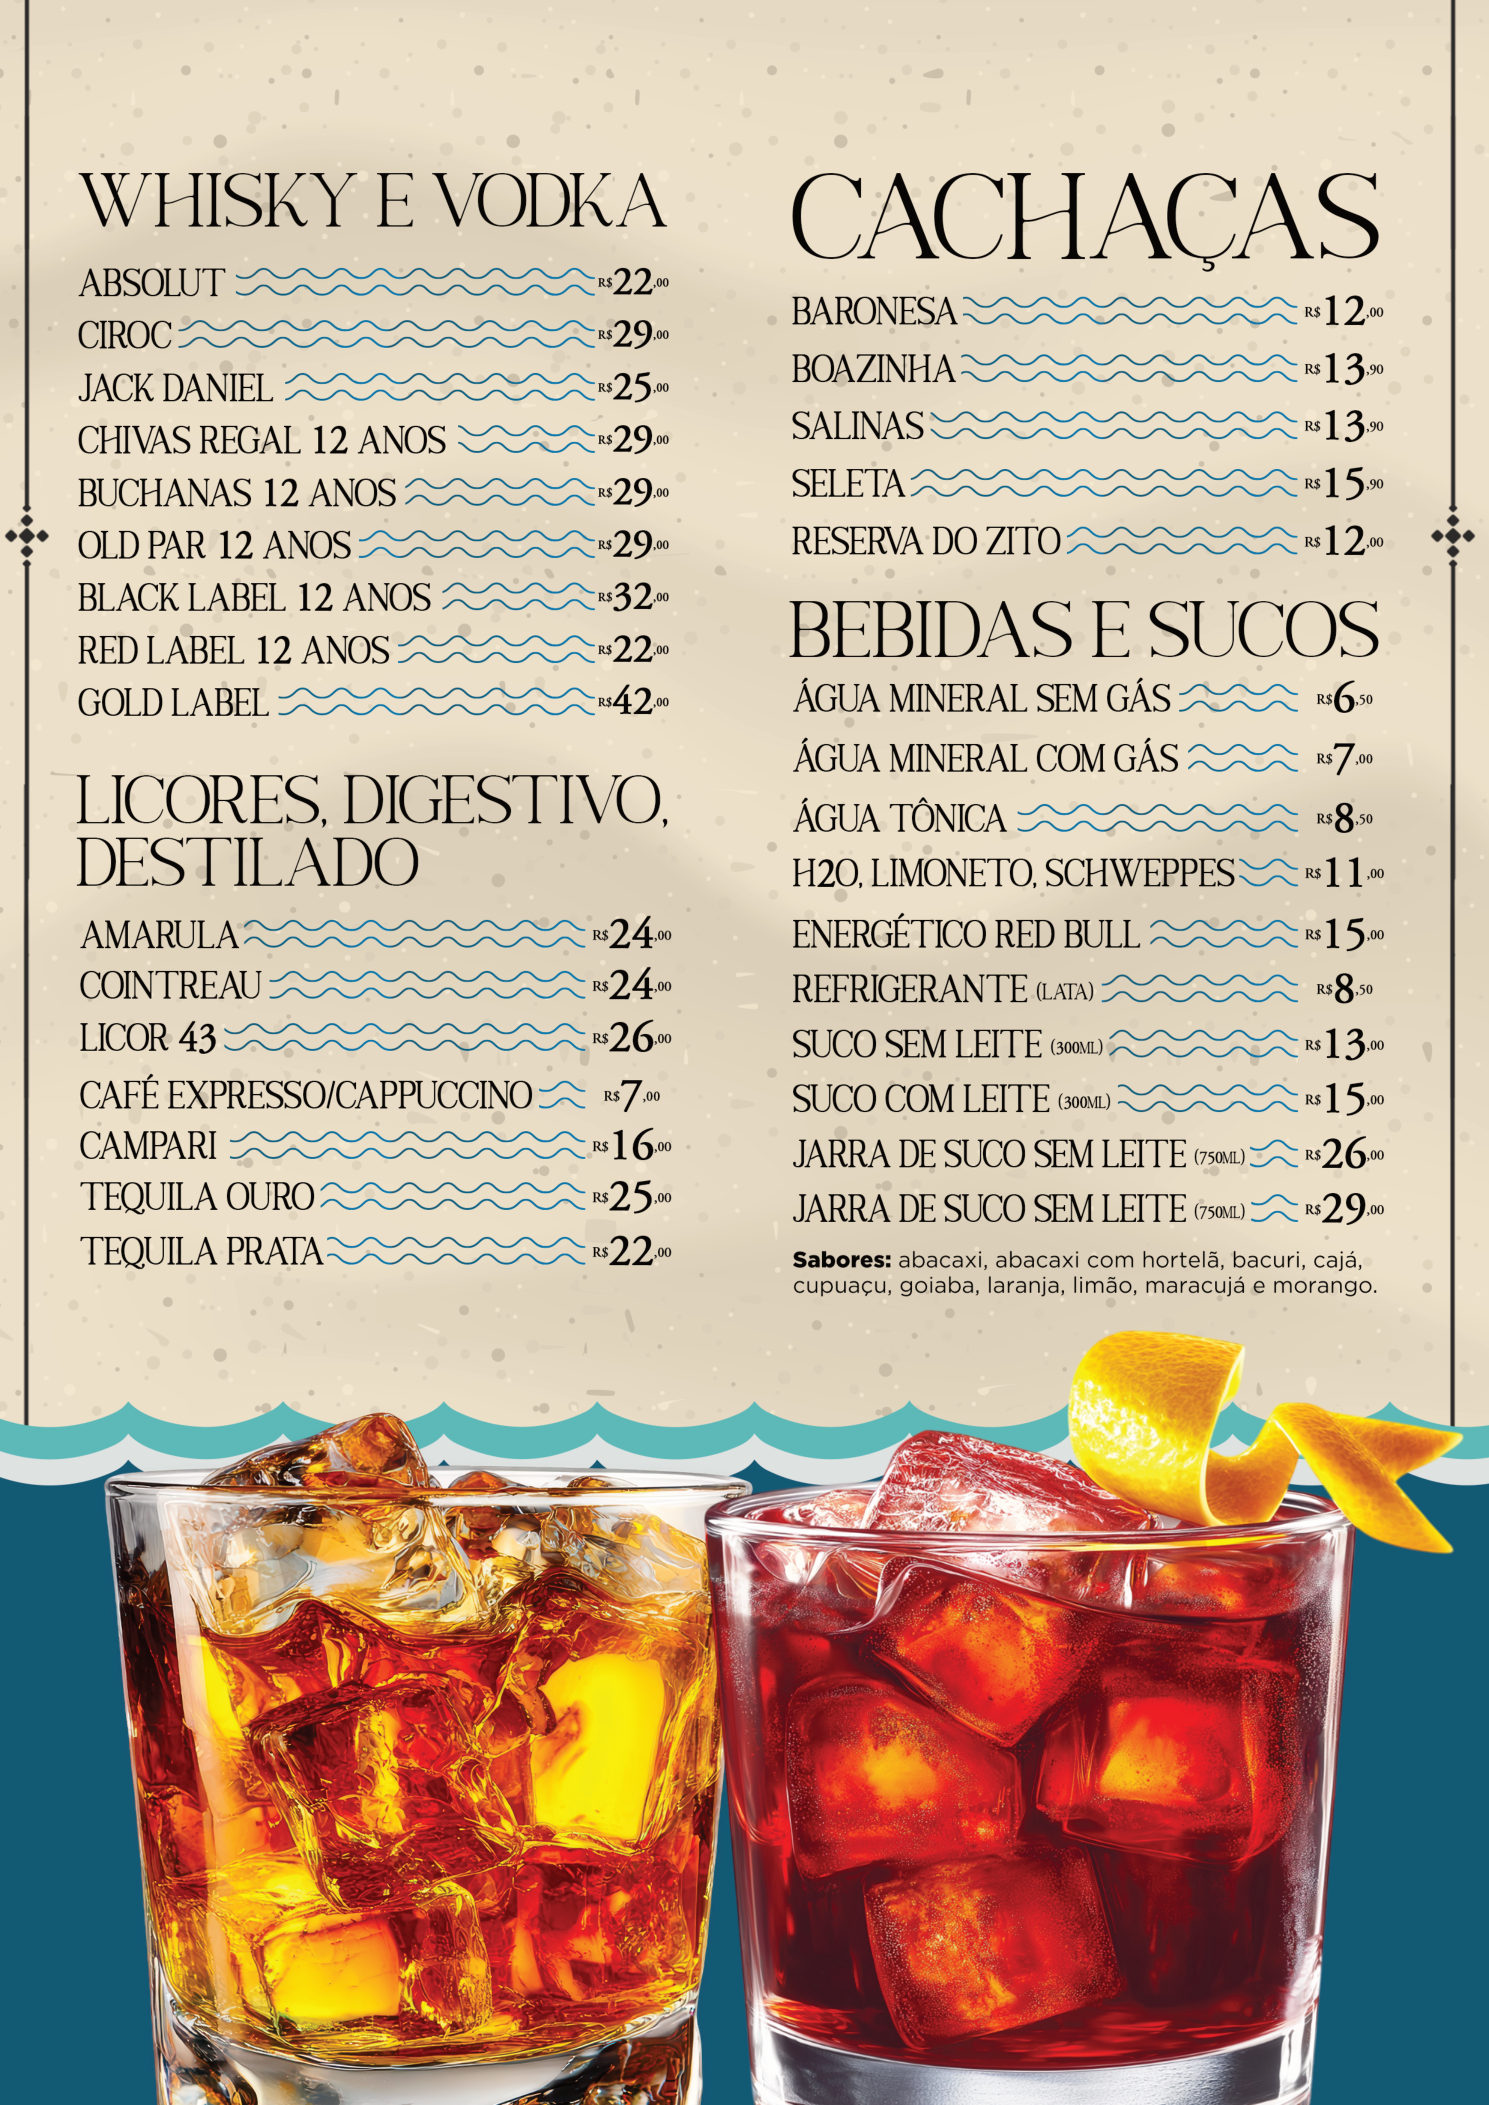 WHISKY E VODKA
ABSOLUT R$22,00
CIROC R$29,00
JACK DANIEL R$25,00
CHIVAS REGAL 12 ANOS R$29,00
BUCHANAS 12 ANOS R$29,00
OLD PAR 12 ANOS R$29,00
BLACK LABEL 12 ANOS R$32,00
RED LABEL 12 ANOS R$22,00
GOLD LABEL R$42,00
LICORES, DIGESTIVO,
DESTILADO
AMARULA R$24,00
COINTREAU R$24,00
LICOR 43 R$26,00
CAFÉ EXPRESSO/CAPPUCCINO R$7,00
CAMPARI R$16,00
TEQUILA OURO R$25,00
TEQUILA PRATA R$22,00
CACHAÇAS
BARONESA R$12,00
BOAZINHA R$13,90
SALINAS R$13,90
SELETA R$15,90
RESERVA DO ZITO R$12,00
BEBIDAS E SUCOS
ÁGUA MINERAL SEM GÁS R$6,50
ÁGUA MINERAL COM GÁS R$7,00
ÁGUA TÔNICA R$8,50
H2O, LIMONETO, SCHWEPPES R$11,00
ENERGÉTICO RED BULL R$15,00
REFRIGERANTE (LATA) R$8,50
SUCO SEM LEITE (300ML) R$13,00
SUCO COM LEITE (300ML) R$15,00
JARRA DE SUCO SEM LEITE (750ML) R$26,00
JARRA DE SUCO SEM LEITE (750ML) R$29,00
Sabores: abacaxi, abacaxi com hortelã, bacuri, cajá,
cupuaçu, goiaba, laranja, limão, maracujá e morango.